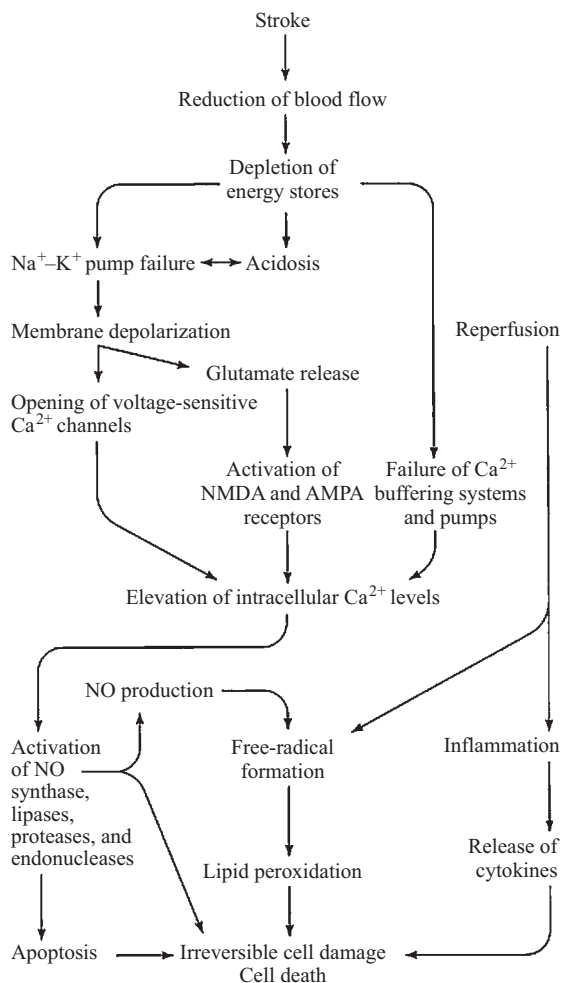 Stroke
Reduction of blood flow
Depletion of
energy stores
Na⁺–K⁺ pump failure
Acidosis
Membrane depolarization
Reperfusion
Glutamate release
Opening of voltage-sensitive
Ca²⁺ channels
Activation of
NMDA and AMPA
receptors
Failure of Ca²⁺
buffering systems
and pumps
Elevation of intracellular Ca²⁺ levels
NO production
Activation
of NO
synthase,
lipases,
proteases, and
endonucleases
Free-radical
formation
Inflammation
Lipid peroxidation
Release of
cytokines
Apoptosis
Irreversible cell damage
Cell death